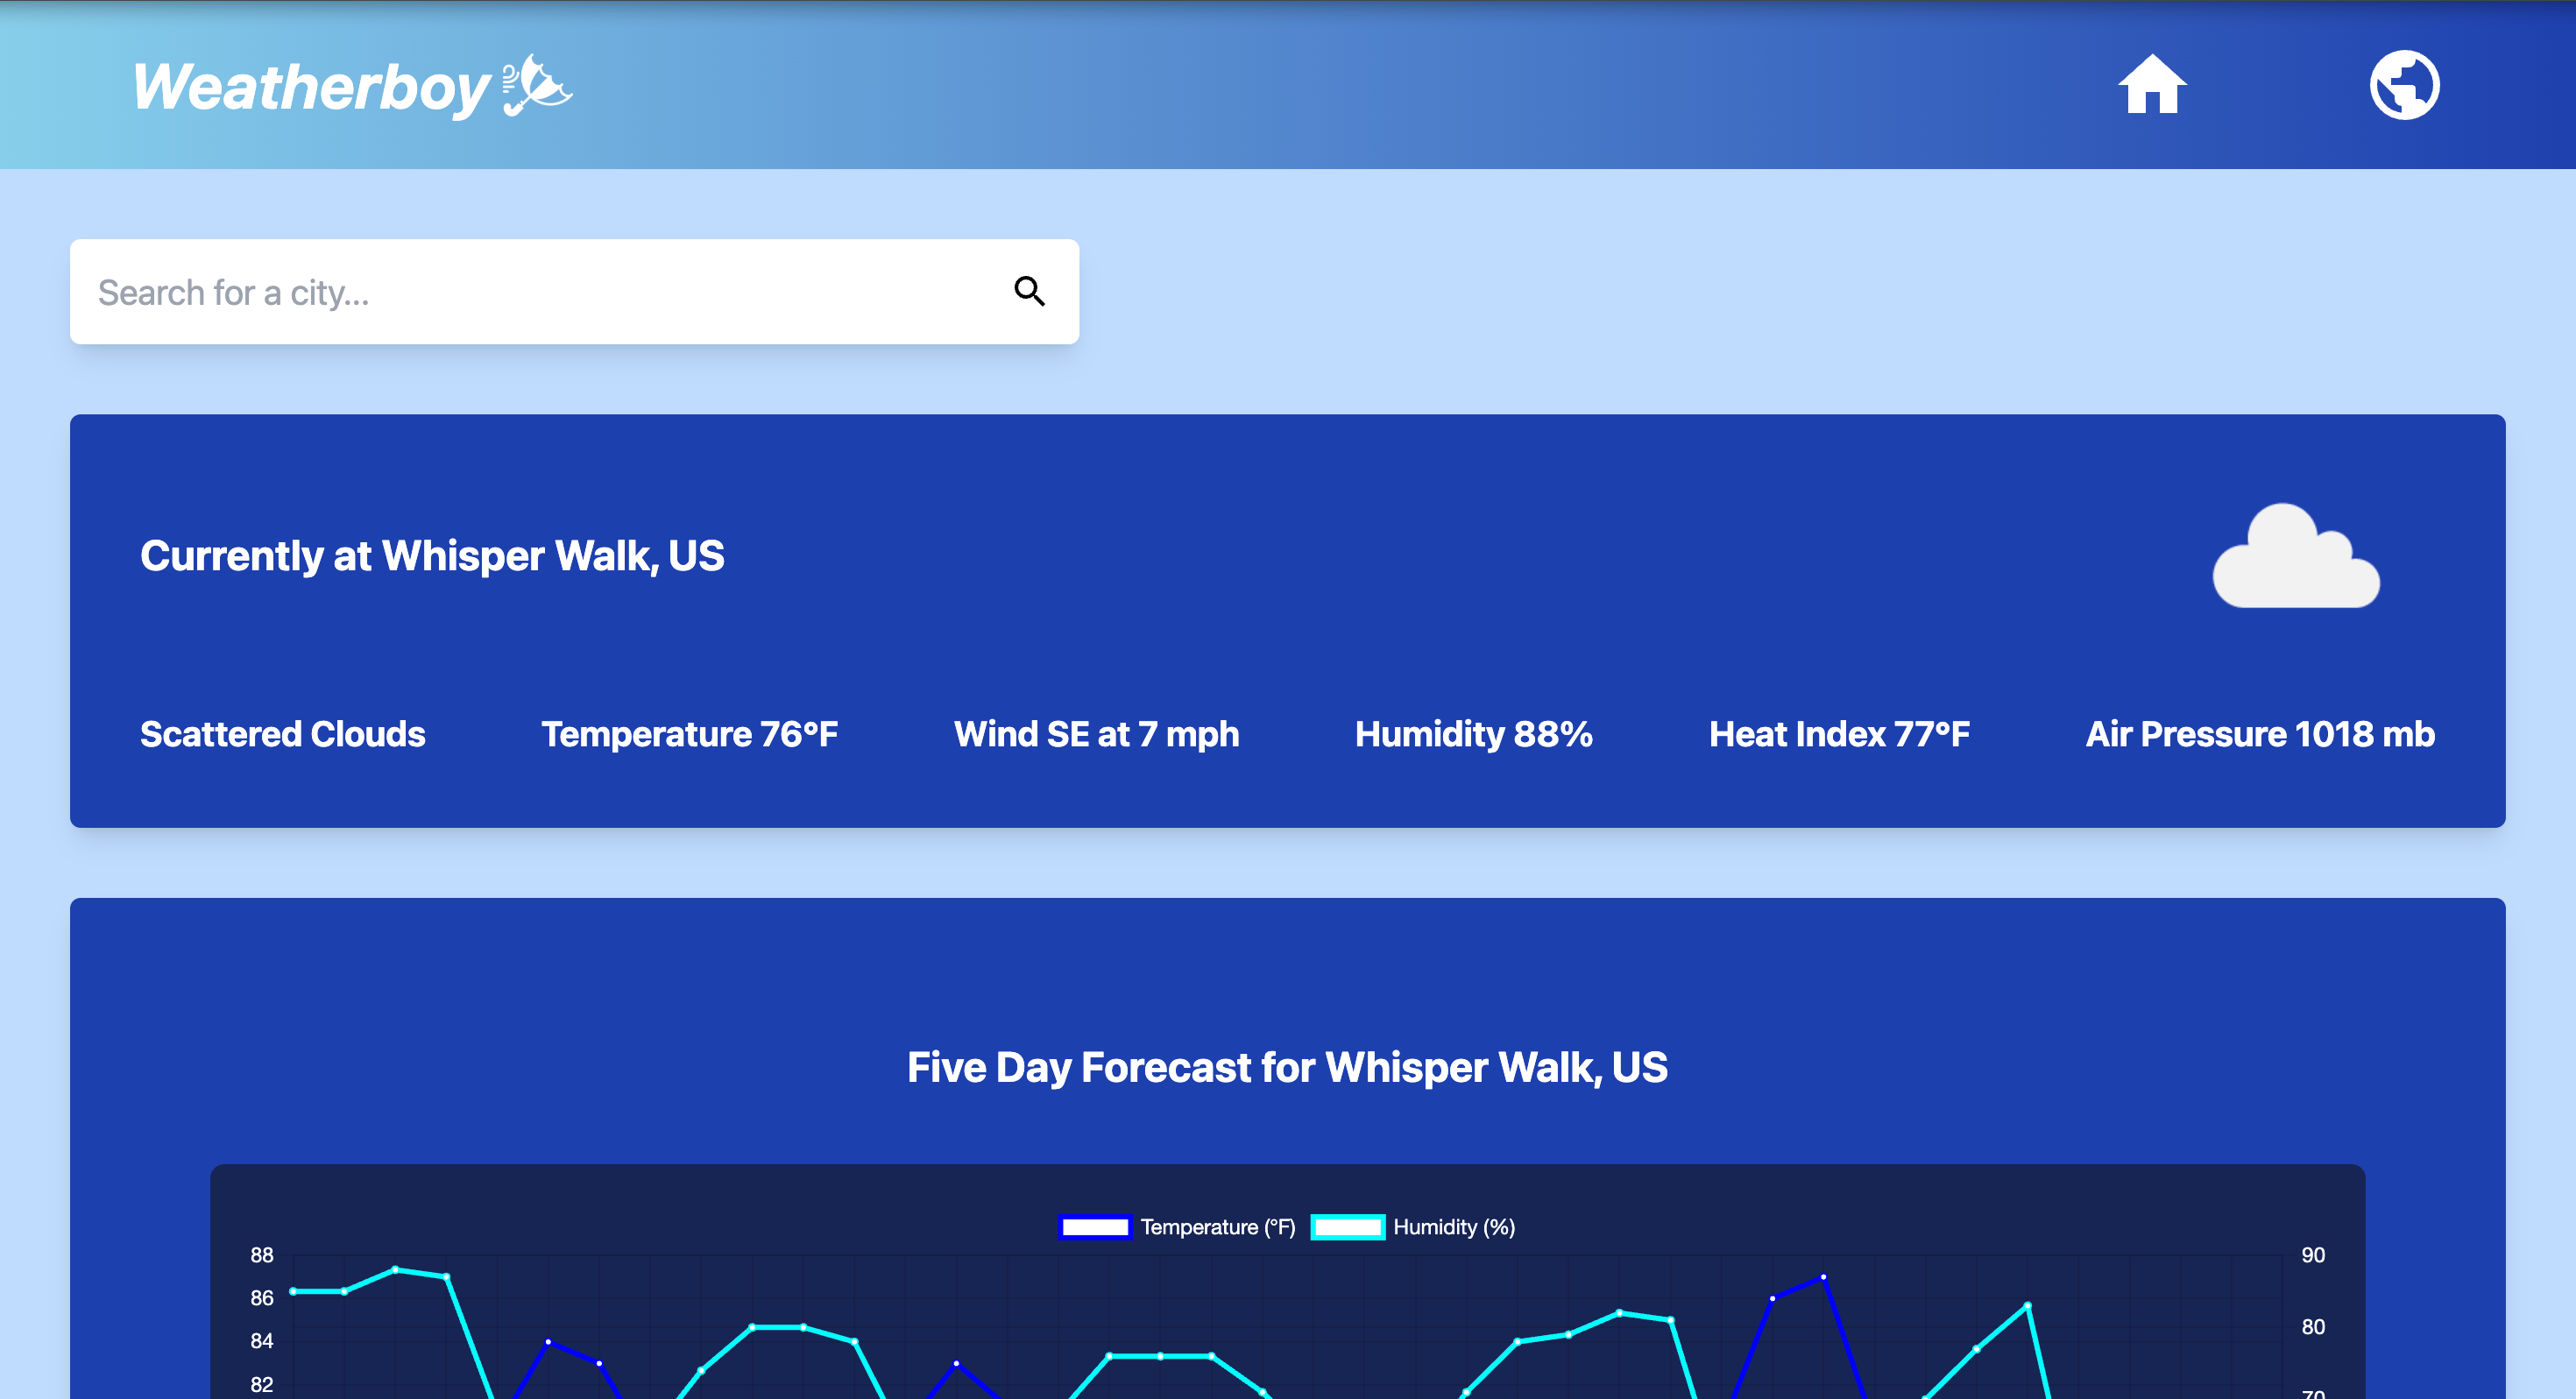 Weatherboy
Search for a city...
Currently at Whisper Walk, US
Scattered Clouds Temperature 76°F Wind SE at 7 mph Humidity 88% Heat Index 77°F Air Pressure 1018 mb
Five Day Forecast for Whisper Walk, US
Temperature (°F) Humidity (%)
88 90
86
84 80
82 70